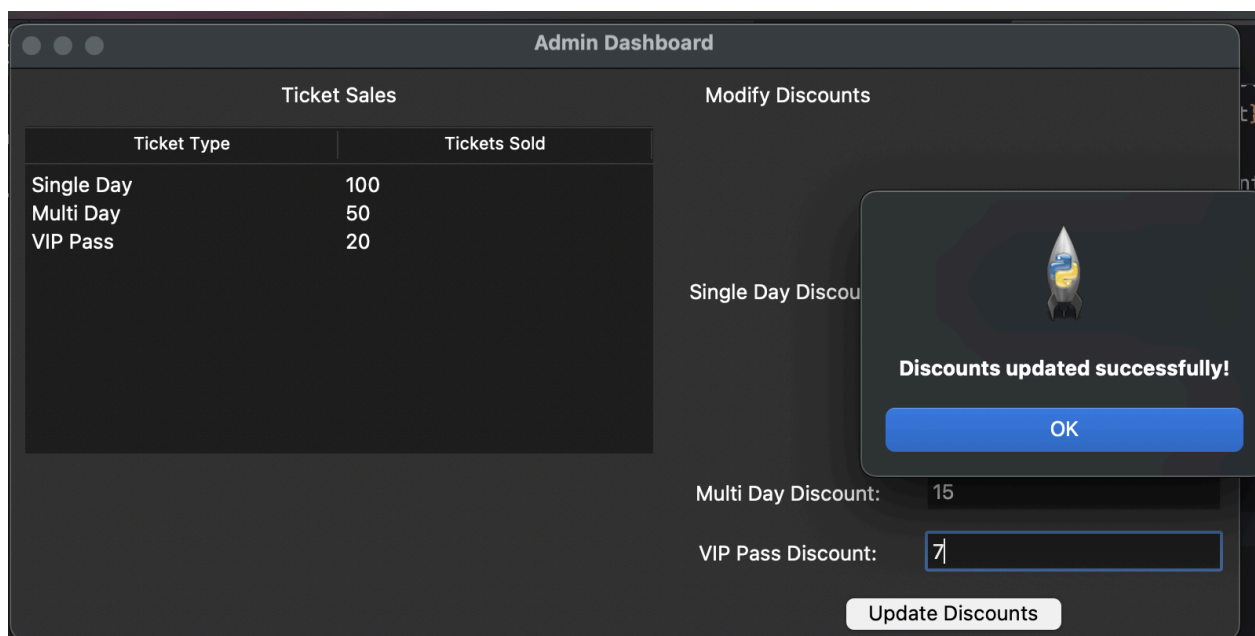 Admin Dashboard
Ticket Sales
Modify Discounts
Ticket Type Tickets Sold
Single Day 100
Multi Day 50
VIP Pass 20
Single Day Discou
Discounts updated successfully!
OK
Multi Day Discount: 15
VIP Pass Discount: 7
Update Discounts